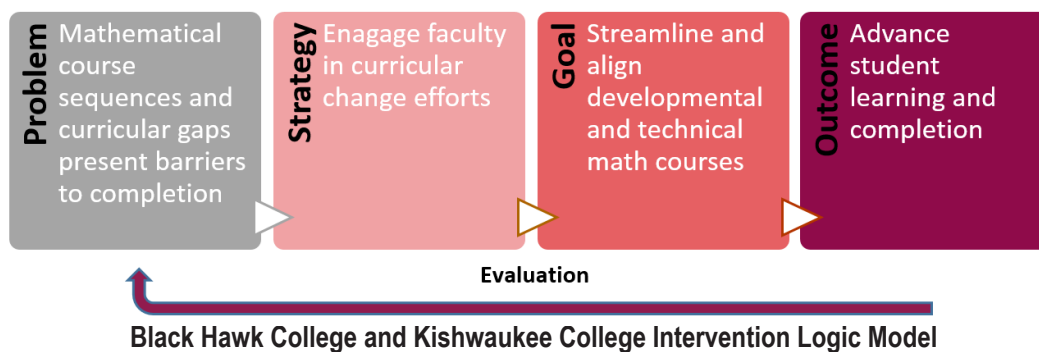 Problem
Mathematical
course
sequences and
curricular gaps
present barriers
to completion
Strategy
Enagage faculty
in curricular
change efforts
Goal
Streamline and
align
developmental
and technical
math courses
Outcome
Advance
student
learning and
completion
Evaluation
Black Hawk College and Kishwaukee College Intervention Logic Model